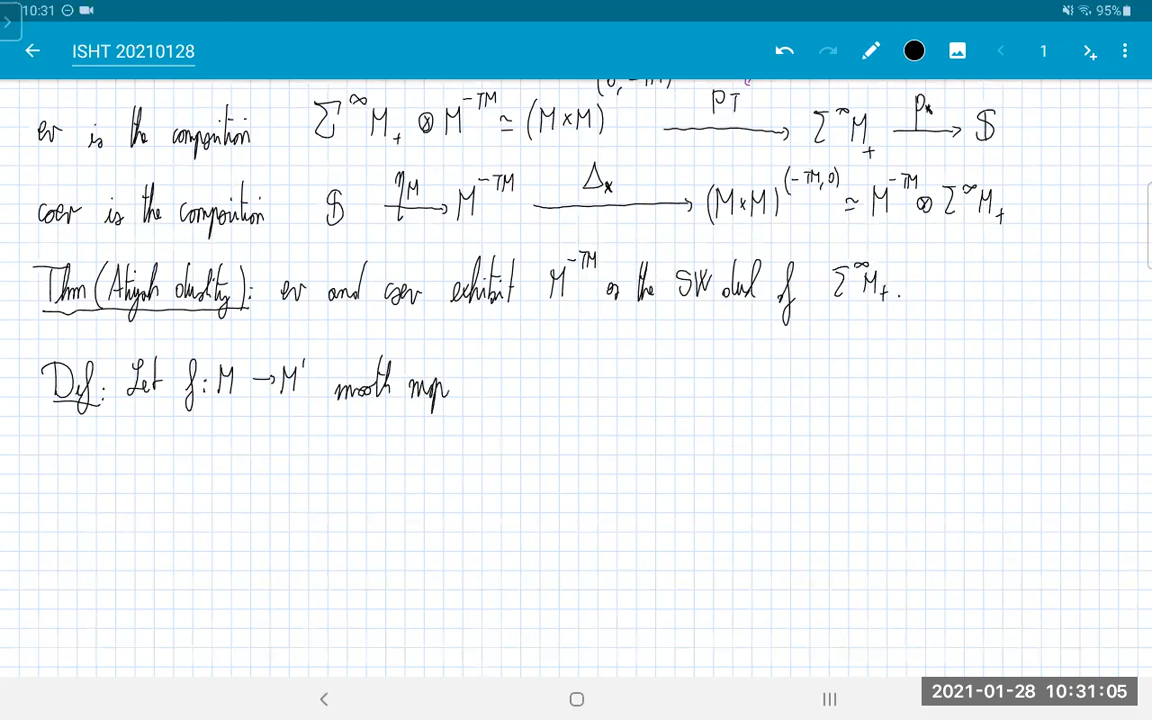 10:31 95%
ISHT 20210128 1
(0, -TM)
ev is the composition Σ^∞ M_+ ⊗ M^{-TM} ≃ (M×M) PT → Σ^∞ M_+ p_* → 𝕊
coev is the composition 𝕊 η_M → M^{-TM} Δ_* → (M×M)^{(-TM, 0)} ≃ M^{-TM} ⊗ Σ^∞ M_+
Thm (Atiyah duality): ev and coev exhibit M^{-TM} as the SW dual of Σ^∞ M_+.
Def: Let f: M → M' smooth map
2021-01-28 10:31:05